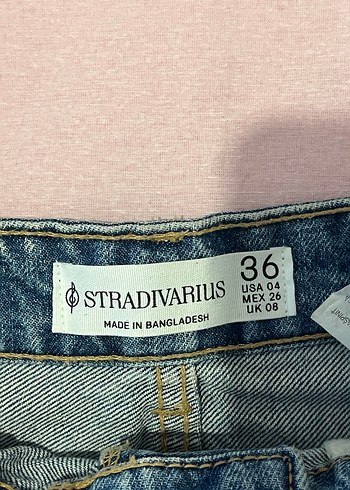 STRADIVARIUS
MADE IN BANGLADESH
36
USA 04
MEX 26
UK 08